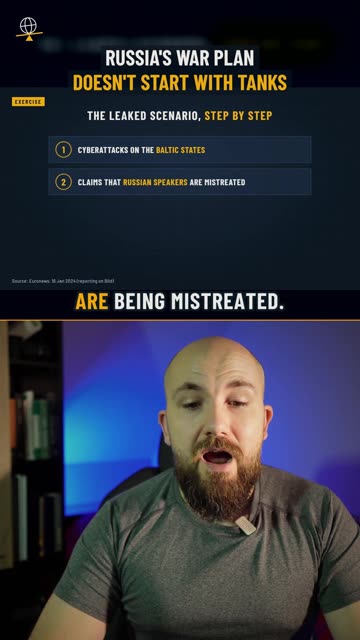 RUSSIA'S WAR PLAN
DOESN'T START WITH TANKS
EXERCISE
THE LEAKED SCENARIO, STEP BY STEP
1 CYBERATTACKS ON THE BALTIC STATES
2 CLAIMS THAT RUSSIAN SPEAKERS ARE MISTREATED
Source: Euronews, 16 Jan 2024 (reporting on Bild)
ARE BEING MISTREATED.